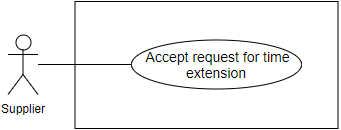 Accept request for time
extension
Supplier